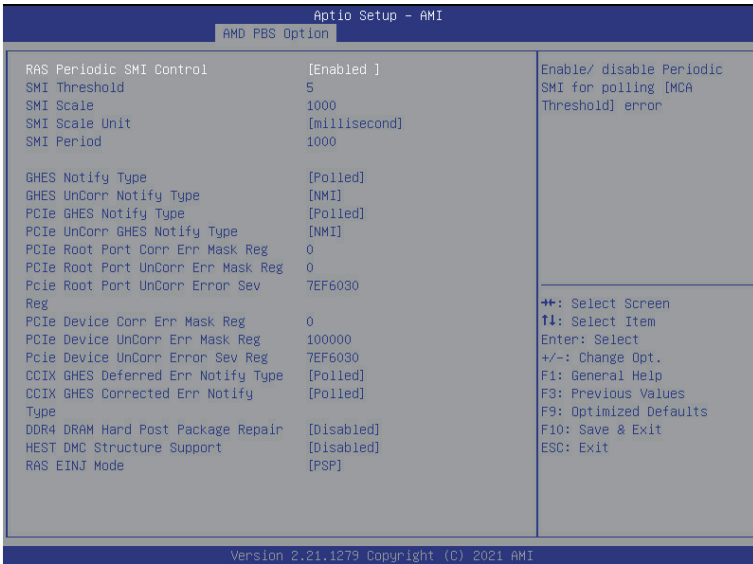 Aptio Setup – AMI
AMD PBS Option
RAS Periodic SMI Control [Enabled ]
SMI Threshold 5
SMI Scale 1000
SMI Scale Unit [millisecond]
SMI Period 1000
GHES Notify Type [Polled]
GHES UnCorr Notify Type [NMI]
PCIe GHES Notify Type [Polled]
PCIe UnCorr GHES Notify Type [NMI]
PCIe Root Port Corr Err Mask Reg 0
PCIe Root Port UnCorr Err Mask Reg 0
Pcie Root Port UnCorr Error Sev 7EF6030
Reg
PCIe Device Corr Err Mask Reg 0
PCIe Device UnCorr Err Mask Reg 100000
Pcie Device UnCorr Error Sev Reg 7EF6030
CCIX GHES Deferred Err Notify Type [Polled]
CCIX GHES Corrected Err Notify [Polled]
Type
DDR4 DRAM Hard Post Package Repair [Disabled]
HEST DMC Structure Support [Disabled]
RAS EINJ Mode [PSP]
Enable/ disable Periodic
SMI for polling [MCA
Threshold] error
→←: Select Screen
↑↓: Select Item
Enter: Select
+/-: Change Opt.
F1: General Help
F3: Previous Values
F9: Optimized Defaults
F10: Save & Exit
ESC: Exit
Version 2.21.1279 Copyright (C) 2021 AMI